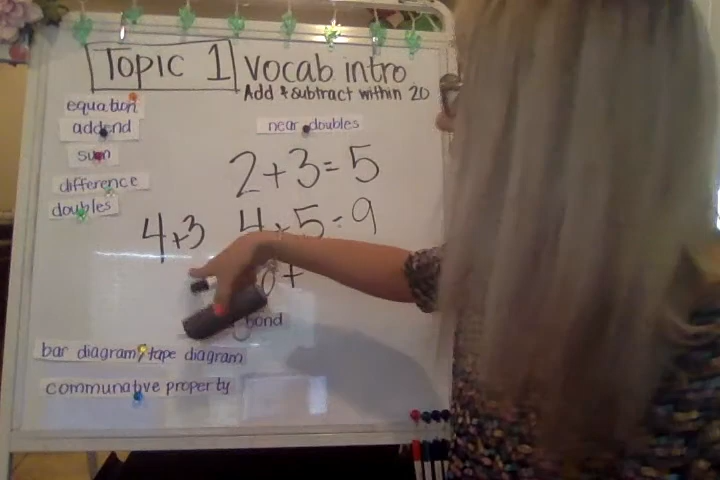 Topic 1 Vocab intro
Add & subtract within 20
equation
addend
sum
difference
doubles
near doubles
2+3=5
4+3
4+5=9
+
bond
bar diagram/tape diagram
communative property